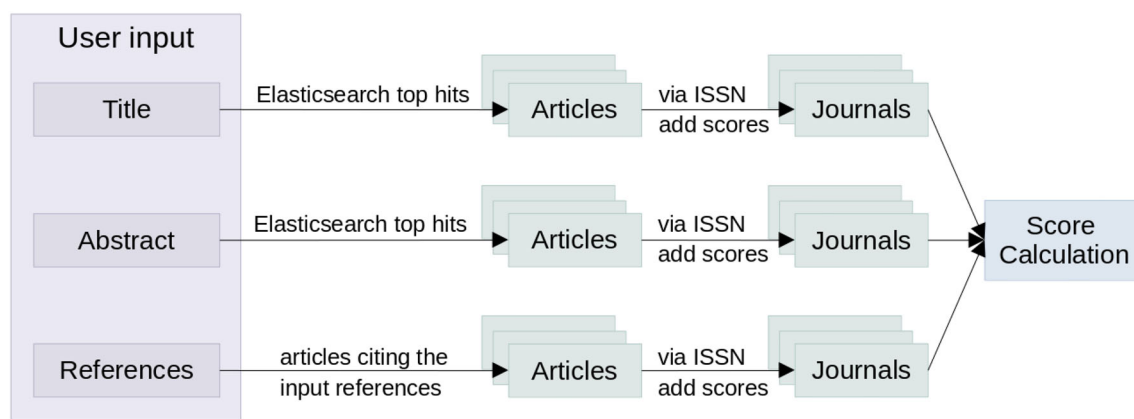 User input
Title
Elasticsearch top hits
Articles
via ISSN
add scores
Journals
Abstract
Elasticsearch top hits
Articles
via ISSN
add scores
Journals
Score
Calculation
References
articles citing the
input references
Articles
via ISSN
add scores
Journals